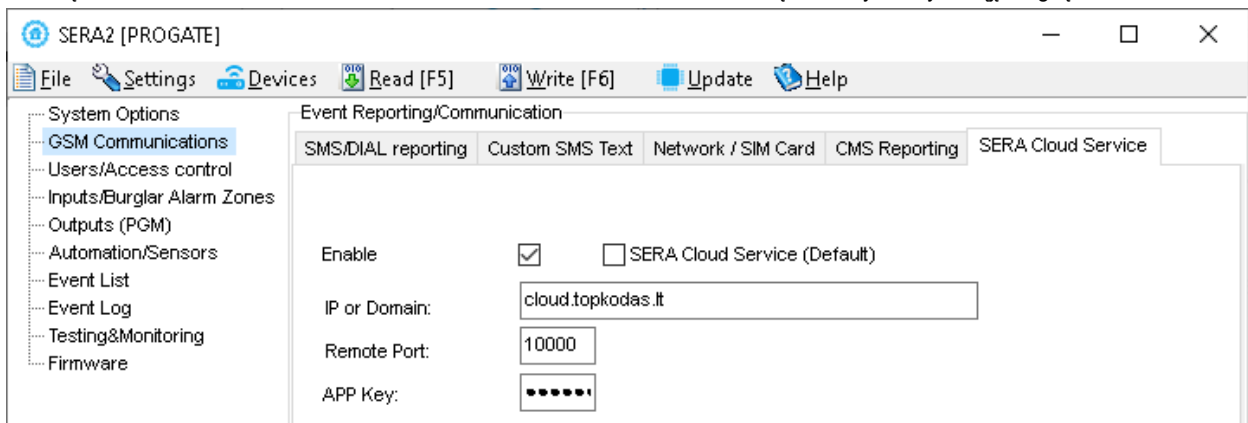 SERA2 [PROGATE]
File Settings Devices Read [F5] Write [F6] Update Help
System Options
GSM Communications
Users/Access control
Inputs/Burglar Alarm Zones
Outputs (PGM)
Automation/Sensors
Event List
Event Log
Testing&Monitoring
Firmware
Event Reporting/Communication
SMS/DIAL reporting Custom SMS Text Network / SIM Card CMS Reporting SERA Cloud Service
Enable SERA Cloud Service (Default)
IP or Domain: cloud.topkodas.lt
Remote Port: 10000
APP Key: